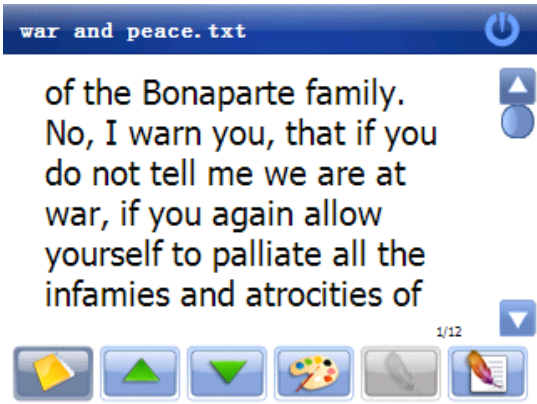 war and peace.txt
of the Bonaparte family.
No, I warn you, that if you
do not tell me we are at
war, if you again allow
yourself to palliate all the
infamies and atrocities of
1/12